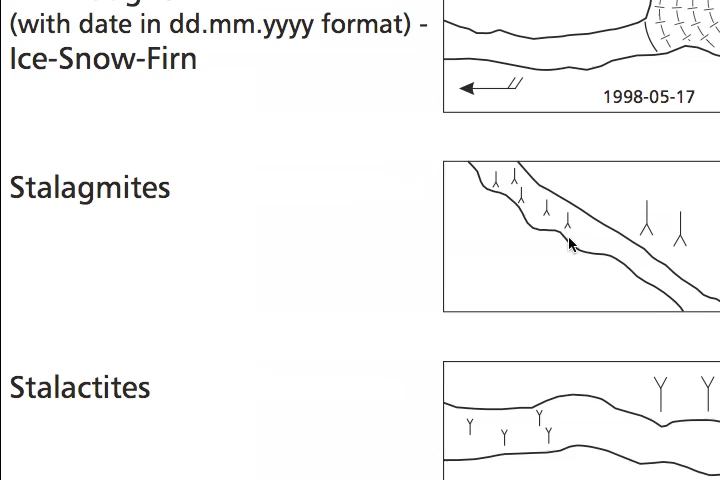 (with date in dd.mm.yyyy format) -
Ice-Snow-Firn
1998-05-17
Stalagmites
Stalactites